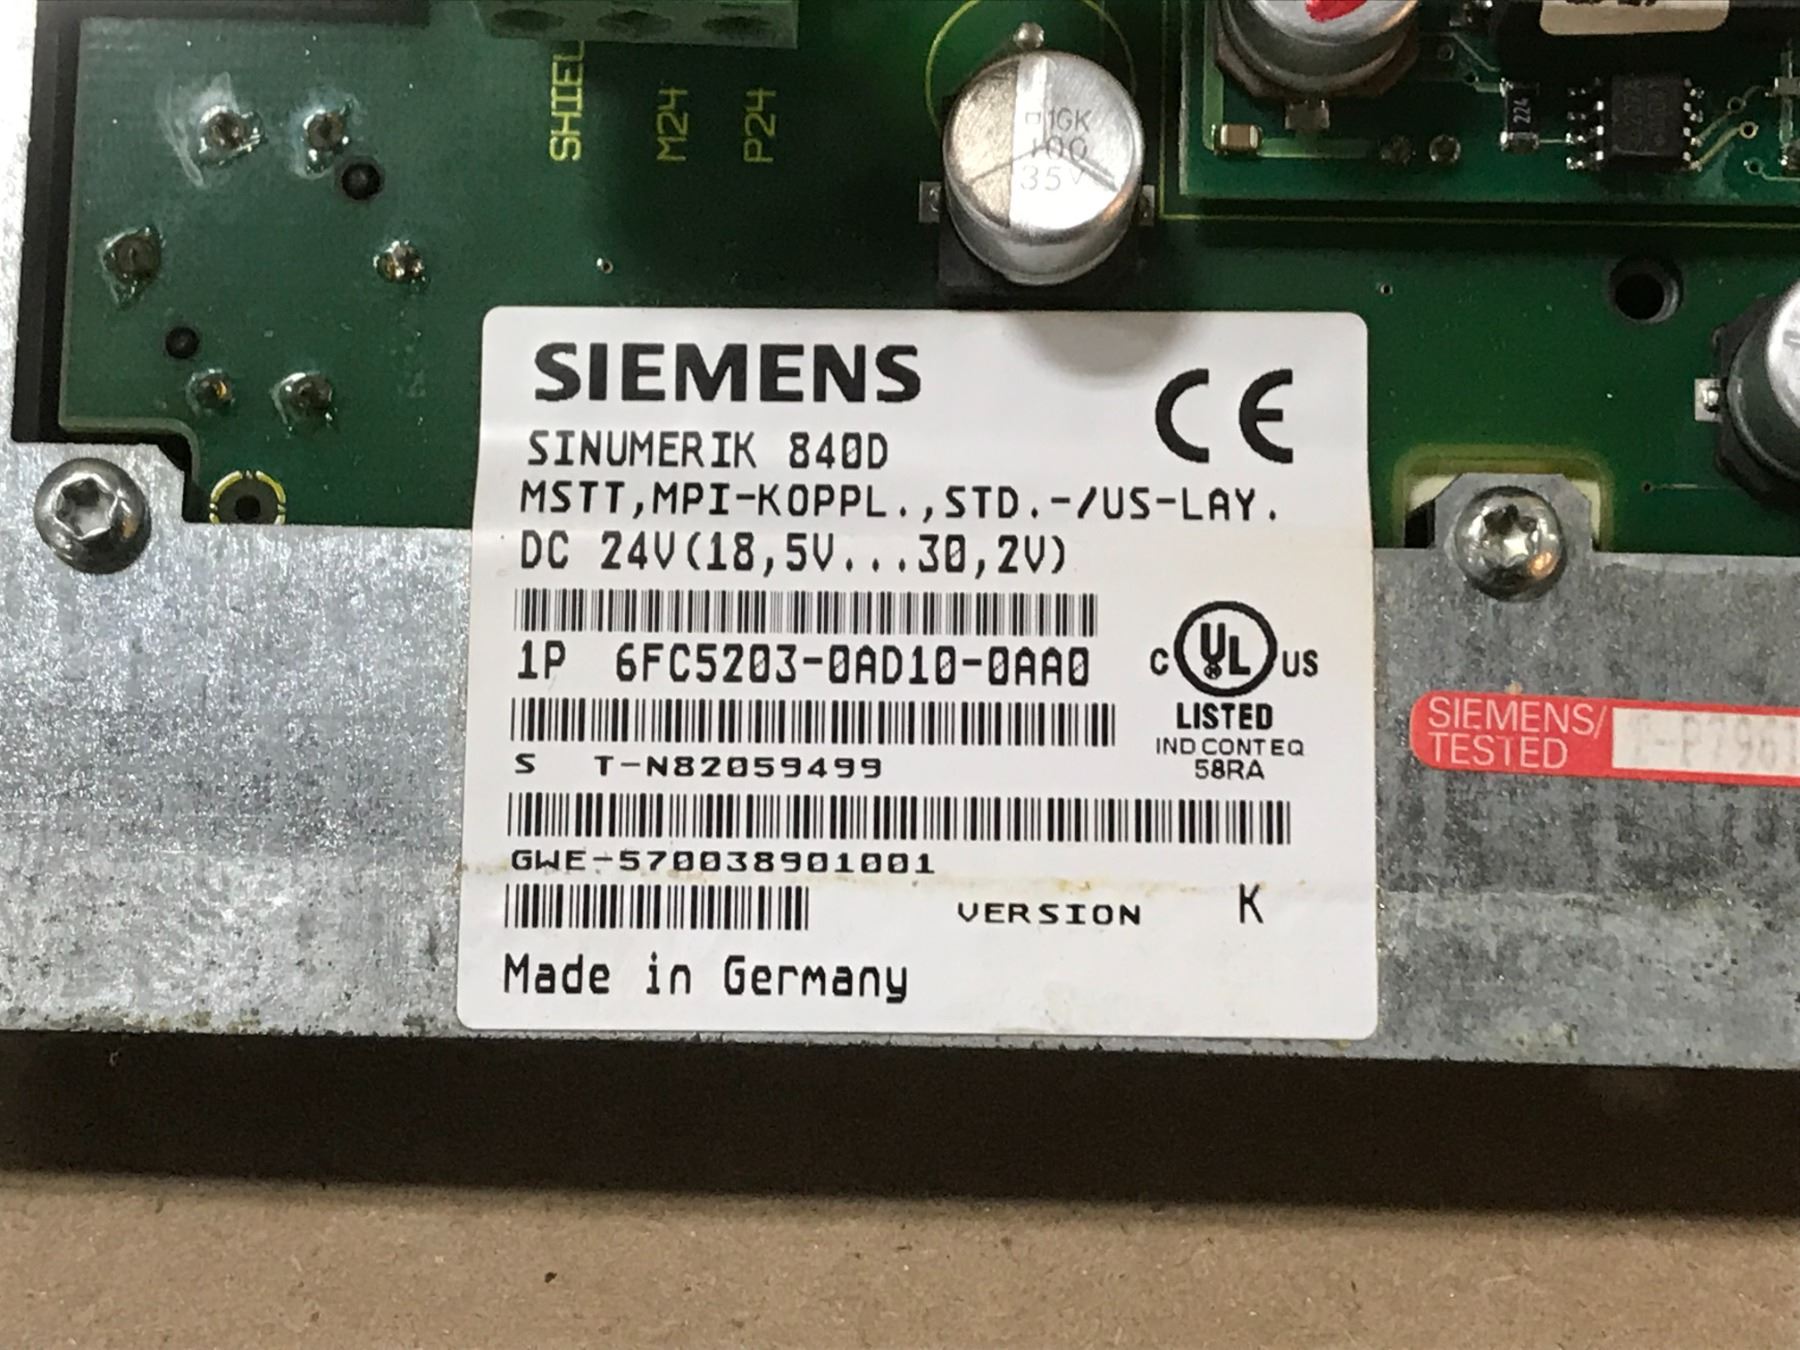 SHIEL
M24
P24
1GK
100
35V
224
SIEMENS
CE
SINUMERIK 840D
MSTT,MPI-KOPPL.,STD.-/US-LAY.
DC 24V(18,5V...30,2V)
1P 6FC5203-0AD10-0AA0
C UL US
LISTED
IND CONT EQ
58RA
S T-N82059499
GWE-570038901001
VERSION K
Made in Germany
SIEMENS/
TESTED